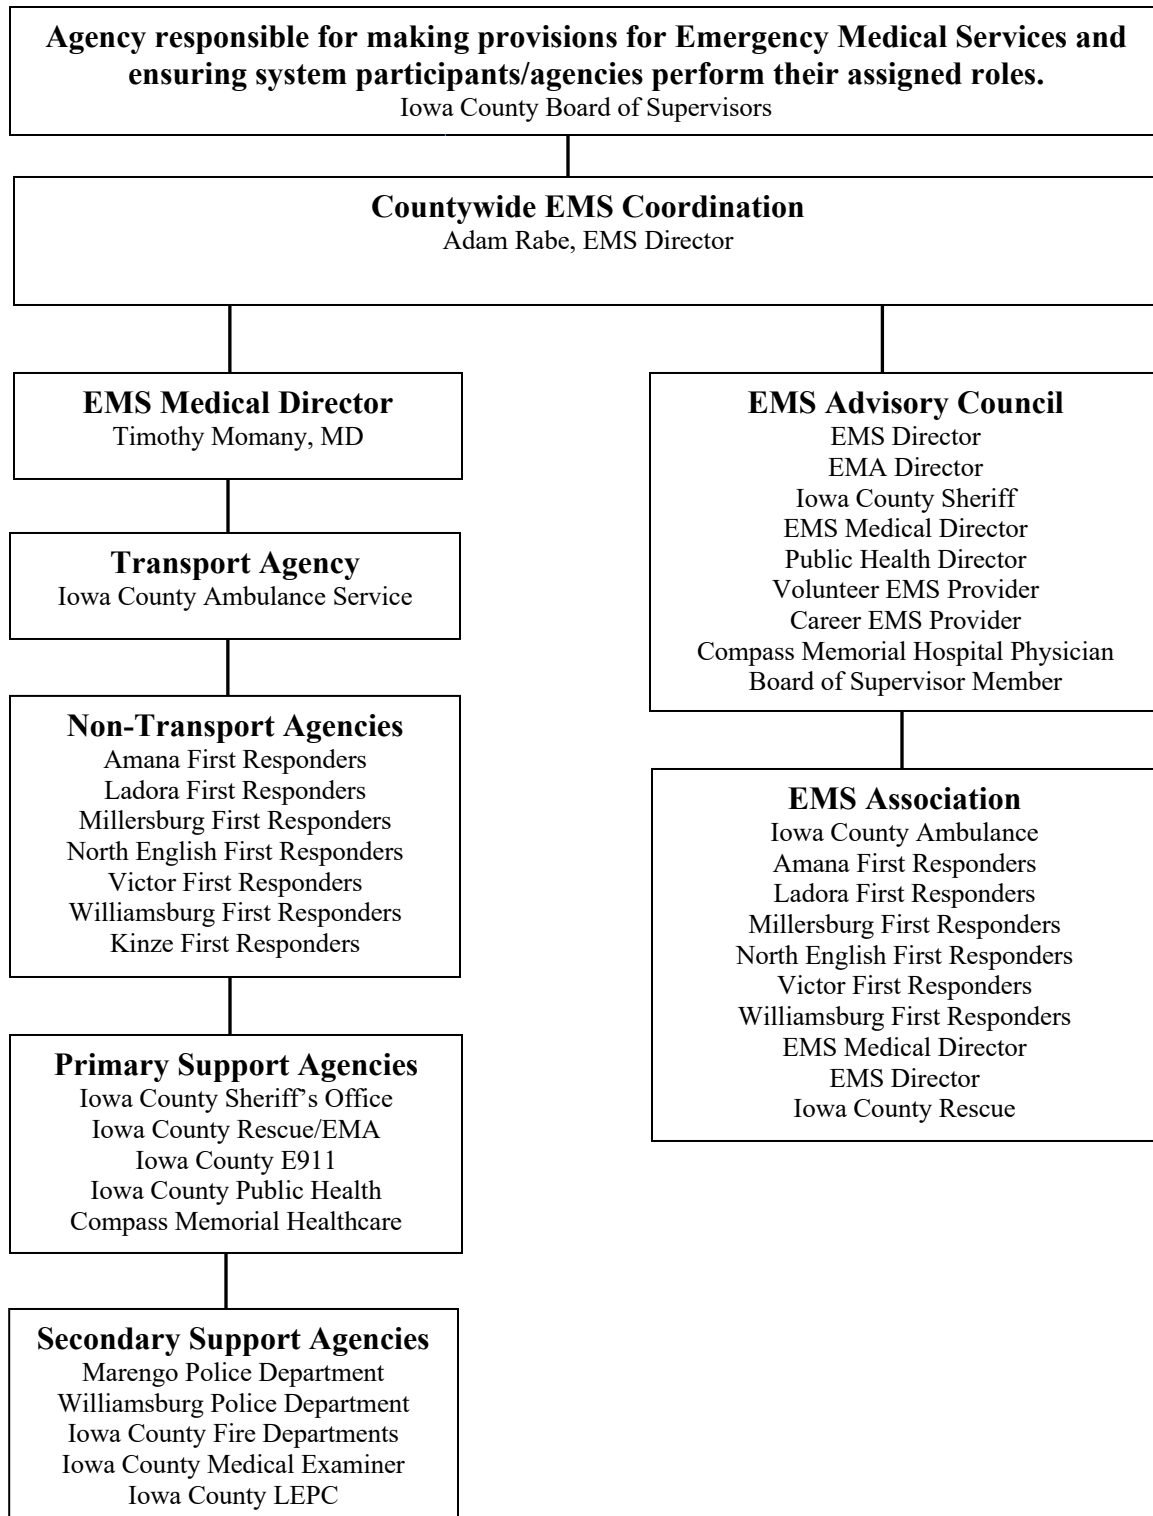 Agency responsible for making provisions for Emergency Medical Services and
ensuring system participants/agencies perform their assigned roles.
Iowa County Board of Supervisors
Countywide EMS Coordination
Adam Rabe, EMS Director
EMS Medical Director
Timothy Momany, MD
Transport Agency
Iowa County Ambulance Service
Non-Transport Agencies
Amana First Responders
Ladora First Responders
Millersburg First Responders
North English First Responders
Victor First Responders
Williamsburg First Responders
Kinze First Responders
Primary Support Agencies
Iowa County Sheriff’s Office
Iowa County Rescue/EMA
Iowa County E911
Iowa County Public Health
Compass Memorial Healthcare
Secondary Support Agencies
Marengo Police Department
Williamsburg Police Department
Iowa County Fire Departments
Iowa County Medical Examiner
Iowa County LEPC
EMS Advisory Council
EMS Director
EMA Director
Iowa County Sheriff
EMS Medical Director
Public Health Director
Volunteer EMS Provider
Career EMS Provider
Compass Memorial Hospital Physician
Board of Supervisor Member
EMS Association
Iowa County Ambulance
Amana First Responders
Ladora First Responders
Millersburg First Responders
North English First Responders
Victor First Responders
Williamsburg First Responders
EMS Medical Director
EMS Director
Iowa County Rescue